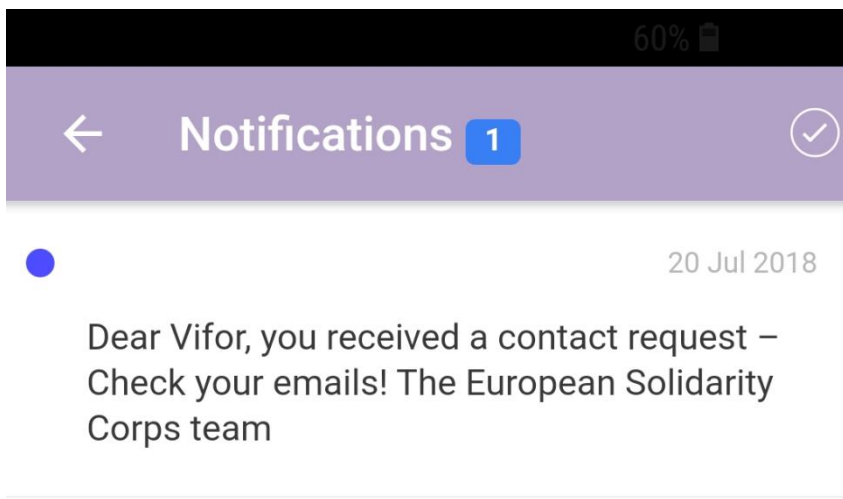 60%
Notifications 1
20 Jul 2018
Dear Vifor, you received a contact request –
Check your emails! The European Solidarity
Corps team